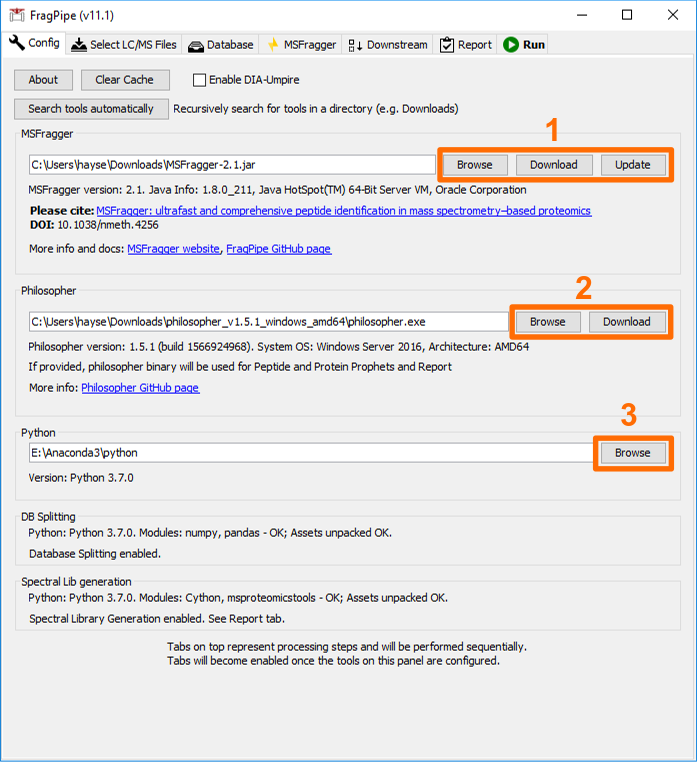 FragPipe (v11.1)
Config Select LC/MS Files Database MSFragger Downstream Report Run
About Clear Cache Enable DIA-Umpire
Search tools automatically Recursively search for tools in a directory (e.g. Downloads)
MSFragger
1
C:\Users\hayse\Downloads\MSFragger-2.1.jar Browse Download Update
MSFragger version: 2.1. Java Info: 1.8.0_211, Java HotSpot(TM) 64-Bit Server VM, Oracle Corporation
Please cite: MSFragger: ultrafast and comprehensive peptide identification in mass spectrometry–based proteomics
DOI: 10.1038/nmeth.4256
More info and docs: MSFragger website, FragPipe GitHub page
Philosopher
2
C:\Users\hayse\Downloads\philosopher_v1.5.1_windows_amd64\philosopher.exe Browse Download
Philosopher version: 1.5.1 (build 1566924968). System OS: Windows Server 2016, Architecture: AMD64
If provided, philosopher binary will be used for Peptide and Protein Prophets and Report
More info: Philosopher GitHub page
3
Python
E:\Anaconda3\python Browse
Version: Python 3.7.0
DB Splitting
Python: Python 3.7.0. Modules: numpy, pandas - OK; Assets unpacked OK.
Database Splitting enabled.
Spectral Lib generation
Python: Python 3.7.0. Modules: Cython, msproteomicstools - OK; Assets unpacked OK.
Spectral Library Generation enabled. See Report tab.
Tabs on top represent processing steps and will be performed sequentially.
Tabs will become enabled once the tools on this panel are configured.